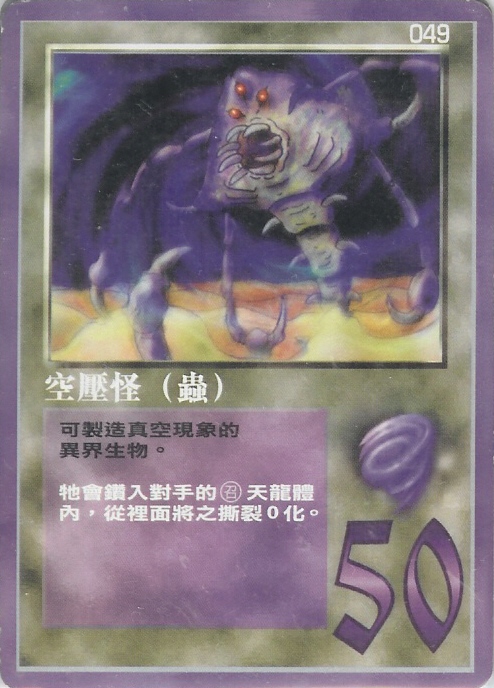 049
空壓怪（蟲）
可製造真空現象的
異界生物。
牠會鑽入對手的㊁天龍體
內，從裡面將之撕裂0化。
50